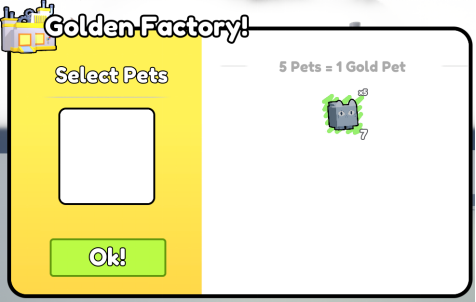 Golden Factory!
Select Pets
5 Pets = 1 Gold Pet
x5
7
Ok!